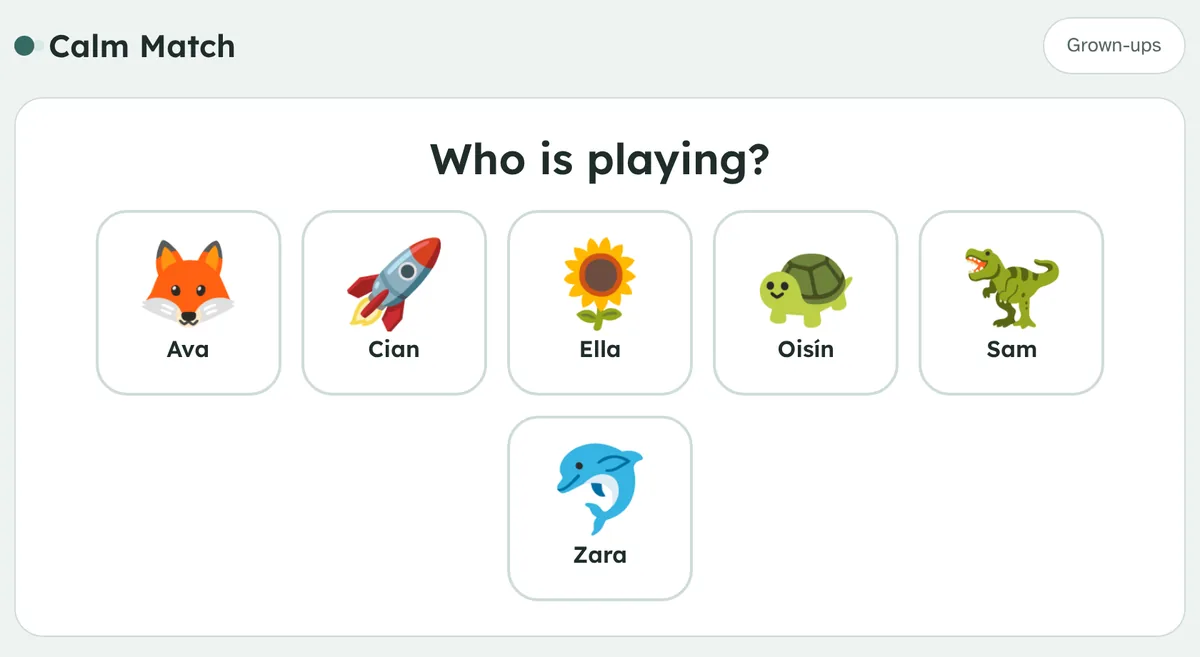 Calm Match
Grown-ups
Who is playing?
Ava
Cian
Ella
Oisín
Sam
Zara